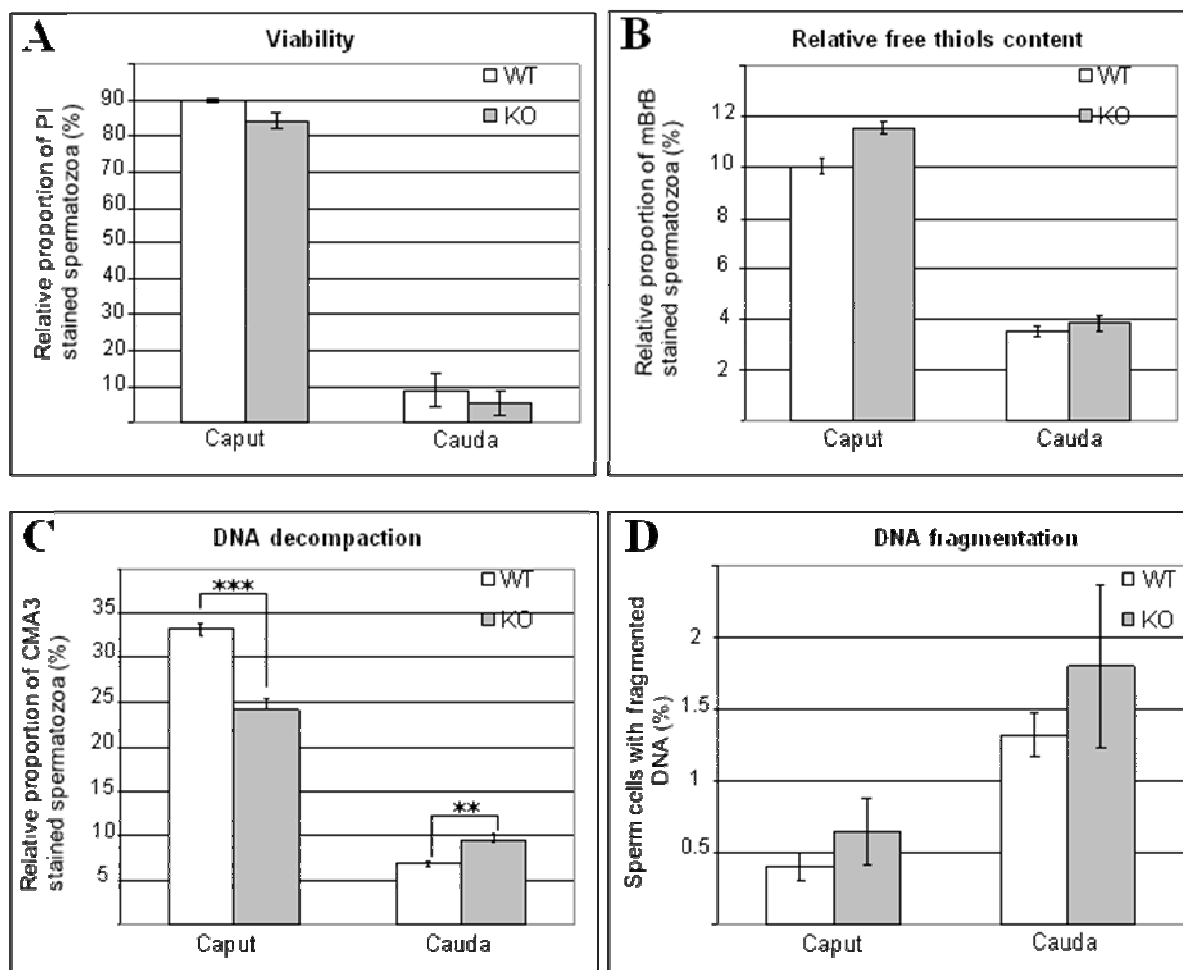 A
Viability
WT
KO
Relative proportion of PI
stained spermatozoa (%)
90
80
70
60
50
40
30
20
10
Caput
Cauda
B
Relative free thiols content
WT
KO
Relative proportion of mBrB
stained spermatozoa (%)
12
10
8
6
4
2
Caput
Cauda
C
DNA decompaction
WT
KO
Relative proportion of CMA3
stained spermatozoa (%)
35
30
25
20
15
10
5
***
**
Caput
Cauda
D
DNA fragmentation
WT
KO
Sperm cells with fragmented
DNA (%)
2
1.5
1
0.5
Caput
Cauda